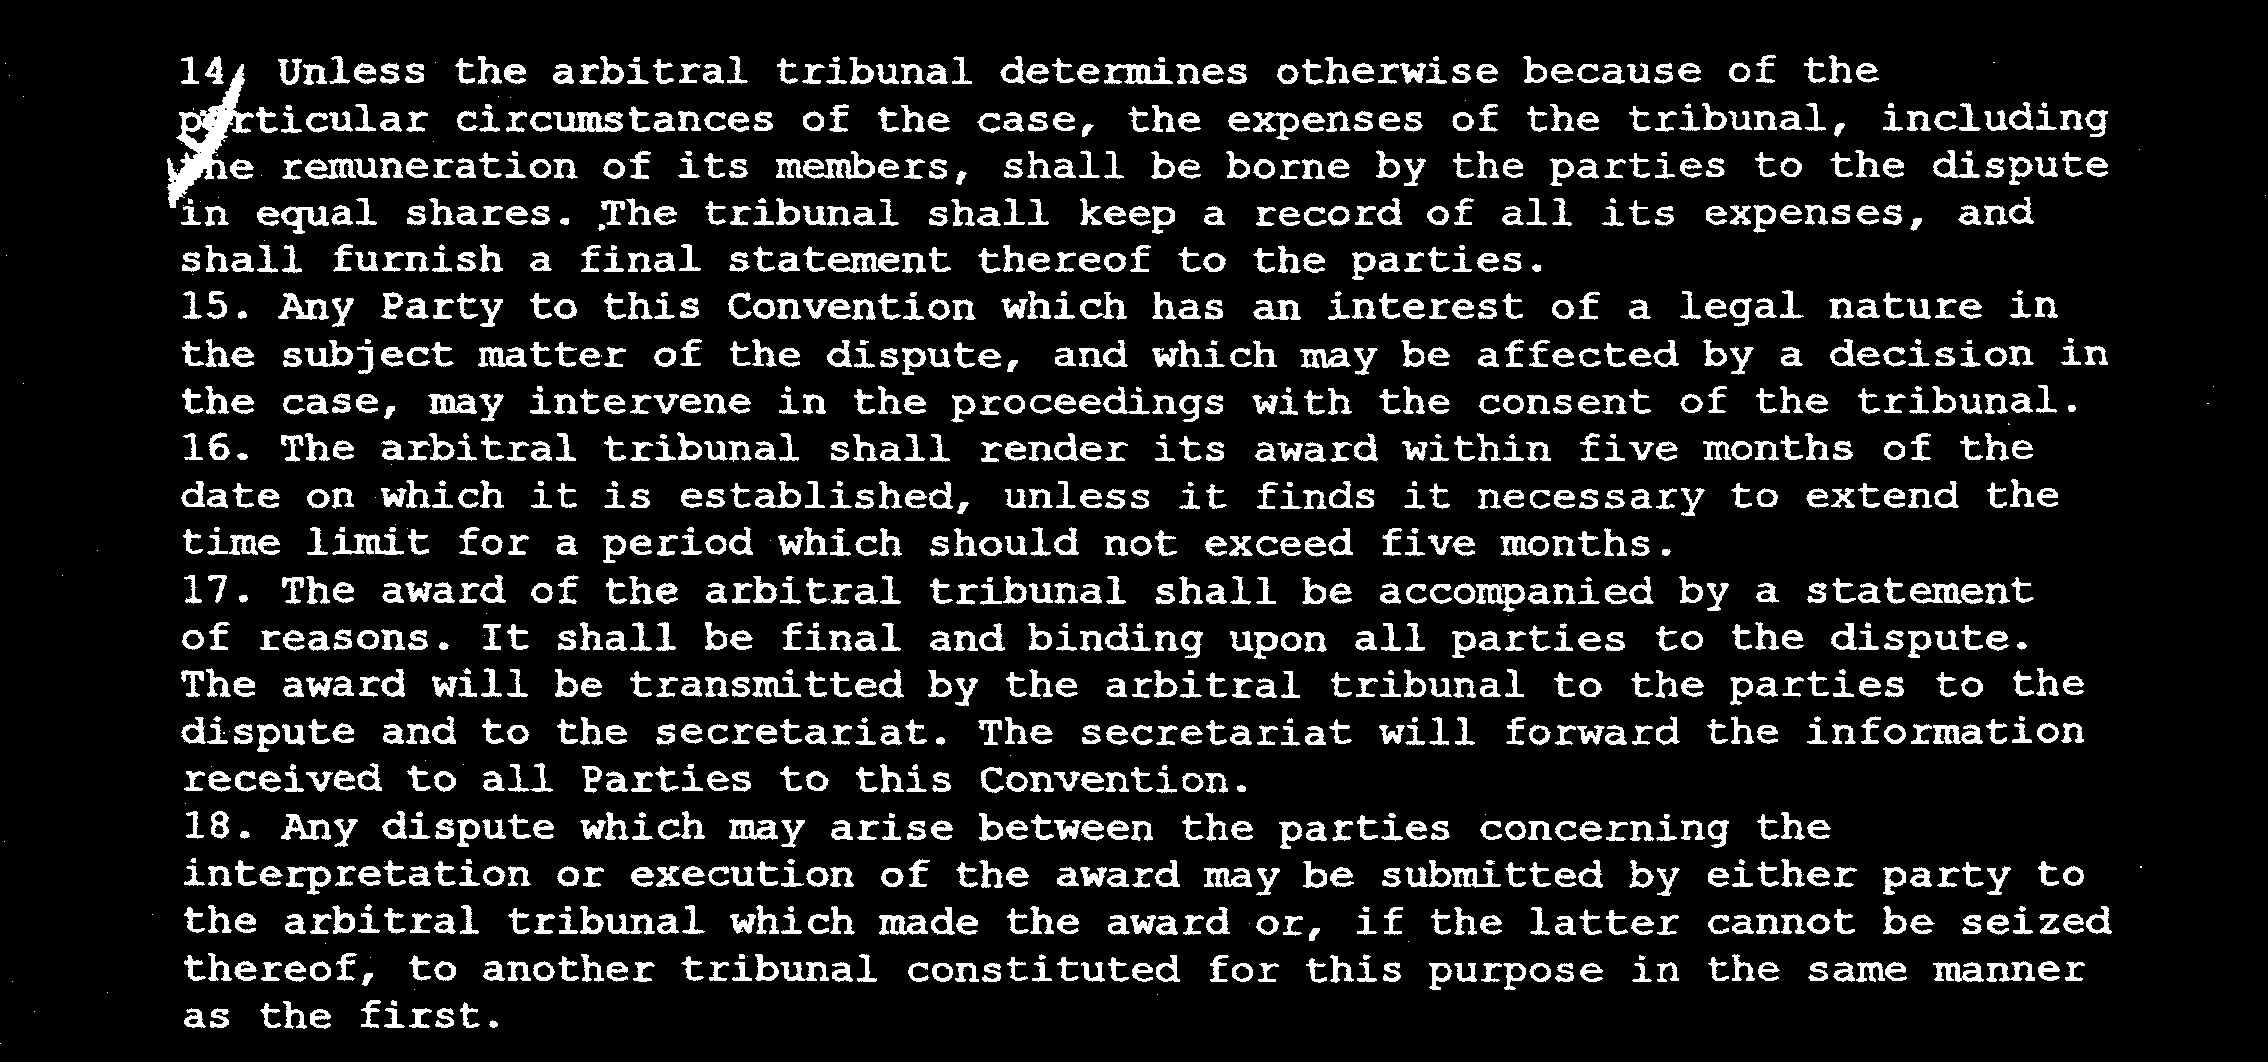 14. Unless the arbitral tribunal determines otherwise because of the
particular circumstances of the case, the expenses of the tribunal, including
the remuneration of its members, shall be borne by the parties to the dispute
in equal shares. The tribunal shall keep a record of all its expenses, and
shall furnish a final statement thereof to the parties.
15. Any Party to this Convention which has an interest of a legal nature in
the subject matter of the dispute, and which may be affected by a decision in
the case, may intervene in the proceedings with the consent of the tribunal.
16. The arbitral tribunal shall render its award within five months of the
date on which it is established, unless it finds it necessary to extend the
time limit for a period which should not exceed five months.
17. The award of the arbitral tribunal shall be accompanied by a statement
of reasons. It shall be final and binding upon all parties to the dispute.
The award will be transmitted by the arbitral tribunal to the parties to the
dispute and to the secretariat. The secretariat will forward the information
received to all Parties to this Convention.
18. Any dispute which may arise between the parties concerning the
interpretation or execution of the award may be submitted by either party to
the arbitral tribunal which made the award or, if the latter cannot be seized
thereof, to another tribunal constituted for this purpose in the same manner
as the first.